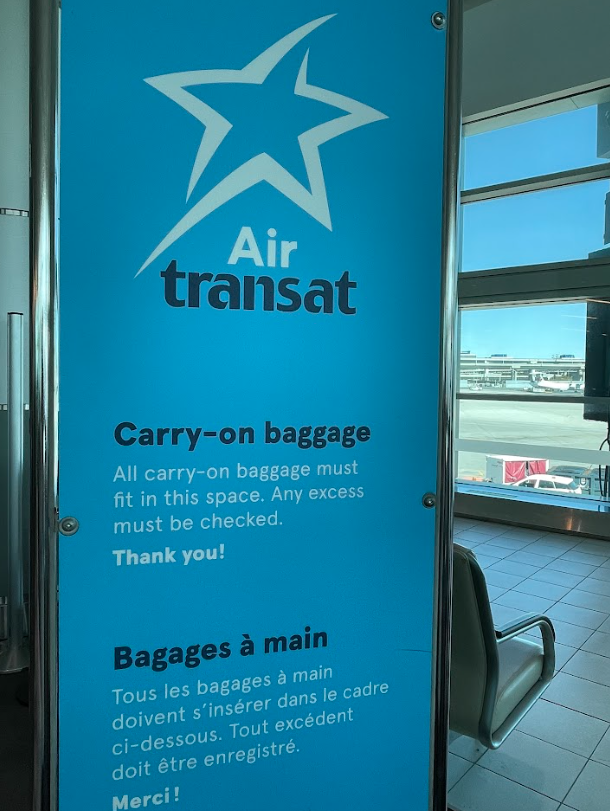 Air
transat
Carry-on baggage
All carry-on baggage must
fit in this space. Any excess
must be checked.
Thank you!
Bagages à main
Tous les bagages à main
doivent s'insérer dans le cadre
ci-dessous. Tout excédent
doit être enregistré.
Merci!